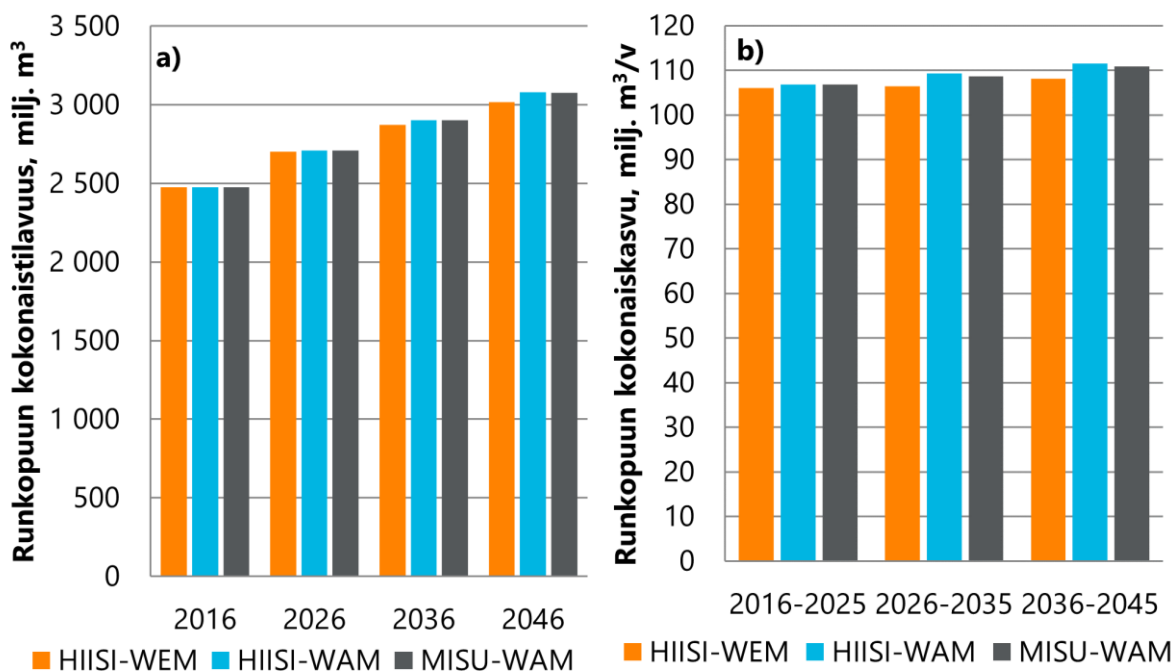 Runkopuun kokonaistilavuus, milj. m³
a)
3 500
3 000
2 500
2 000
1 500
1 000
500
0
2016 2026 2036 2046
HIISI-WEM HIISI-WAM MISU-WAM
Runkopuun kokonaiskasvu, milj. m³/v
b)
120
110
100
90
80
70
60
50
40
30
20
10
0
2016-2025 2026-2035 2036-2045
HIISI-WEM HIISI-WAM MISU-WAM